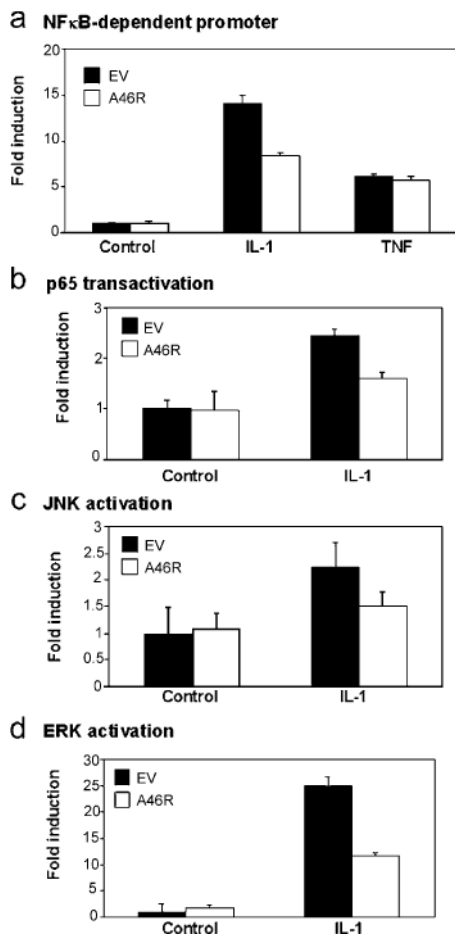 a NFκB-dependent promoter
Fold induction
20
15
10
5
0
EV
A46R
Control IL-1 TNF
b p65 transactivation
Fold induction
3
2
1
0
EV
A46R
Control IL-1
c JNK activation
Fold induction
3
2.5
2
1.5
1
0.5
0
EV
A46R
Control IL-1
d ERK activation
Fold induction
30
25
20
15
10
5
0
EV
A46R
Control IL-1